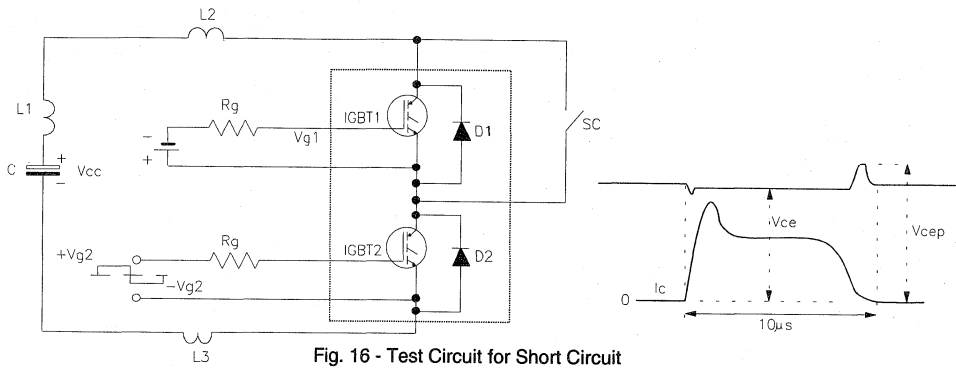 L2
L1
Rg
IGBT1
D1
SC
Vg1
-
+
C
+
Vcc
-
Vce
Vcep
+Vg2
Rg
IGBT2
D2
-Vg2
0
Ic
10μs
L3
Fig. 16 - Test Circuit for Short Circuit